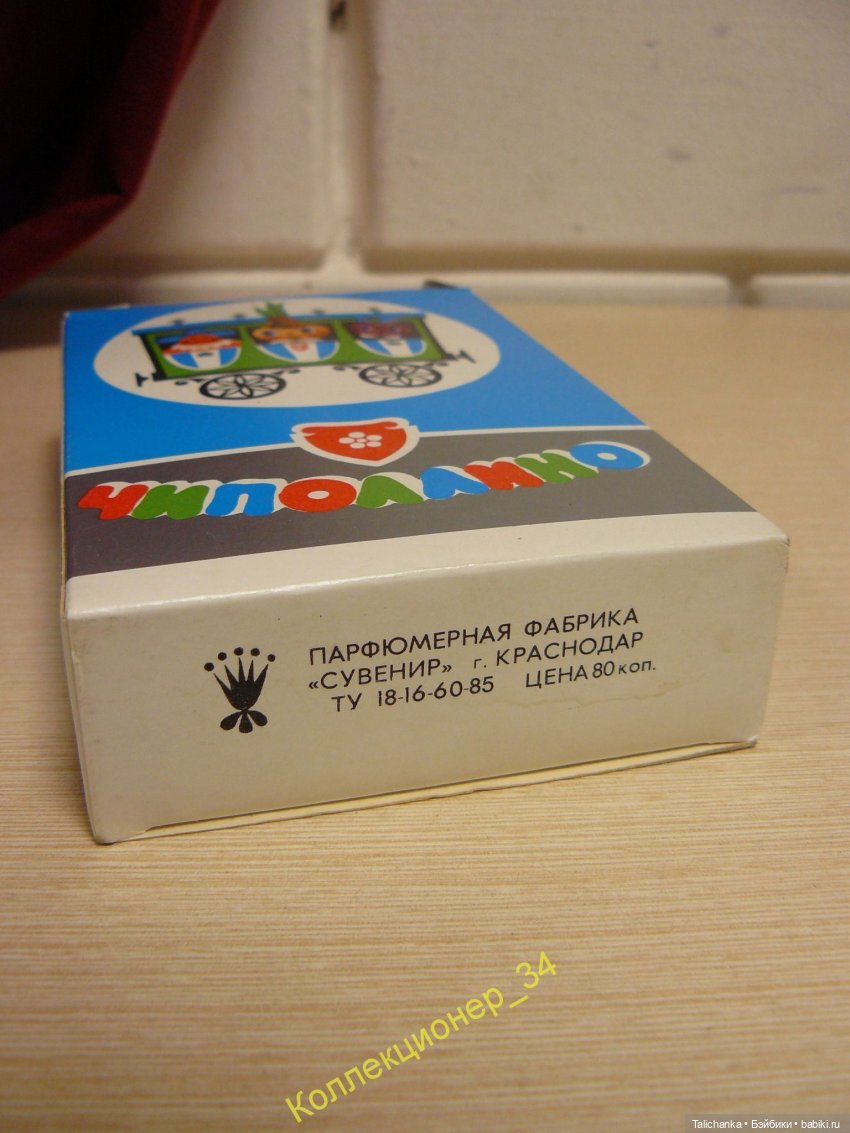 ЧИПОЛЛИНО
ПАРФЮМЕРНАЯ ФАБРИКА
«СУВЕНИР» г. КРАСНОДАР
ТУ 18-16-60-85 ЦЕНА 80 коп.
Коллекционер_34
Talichanka • Бэйбики • babiki.ru